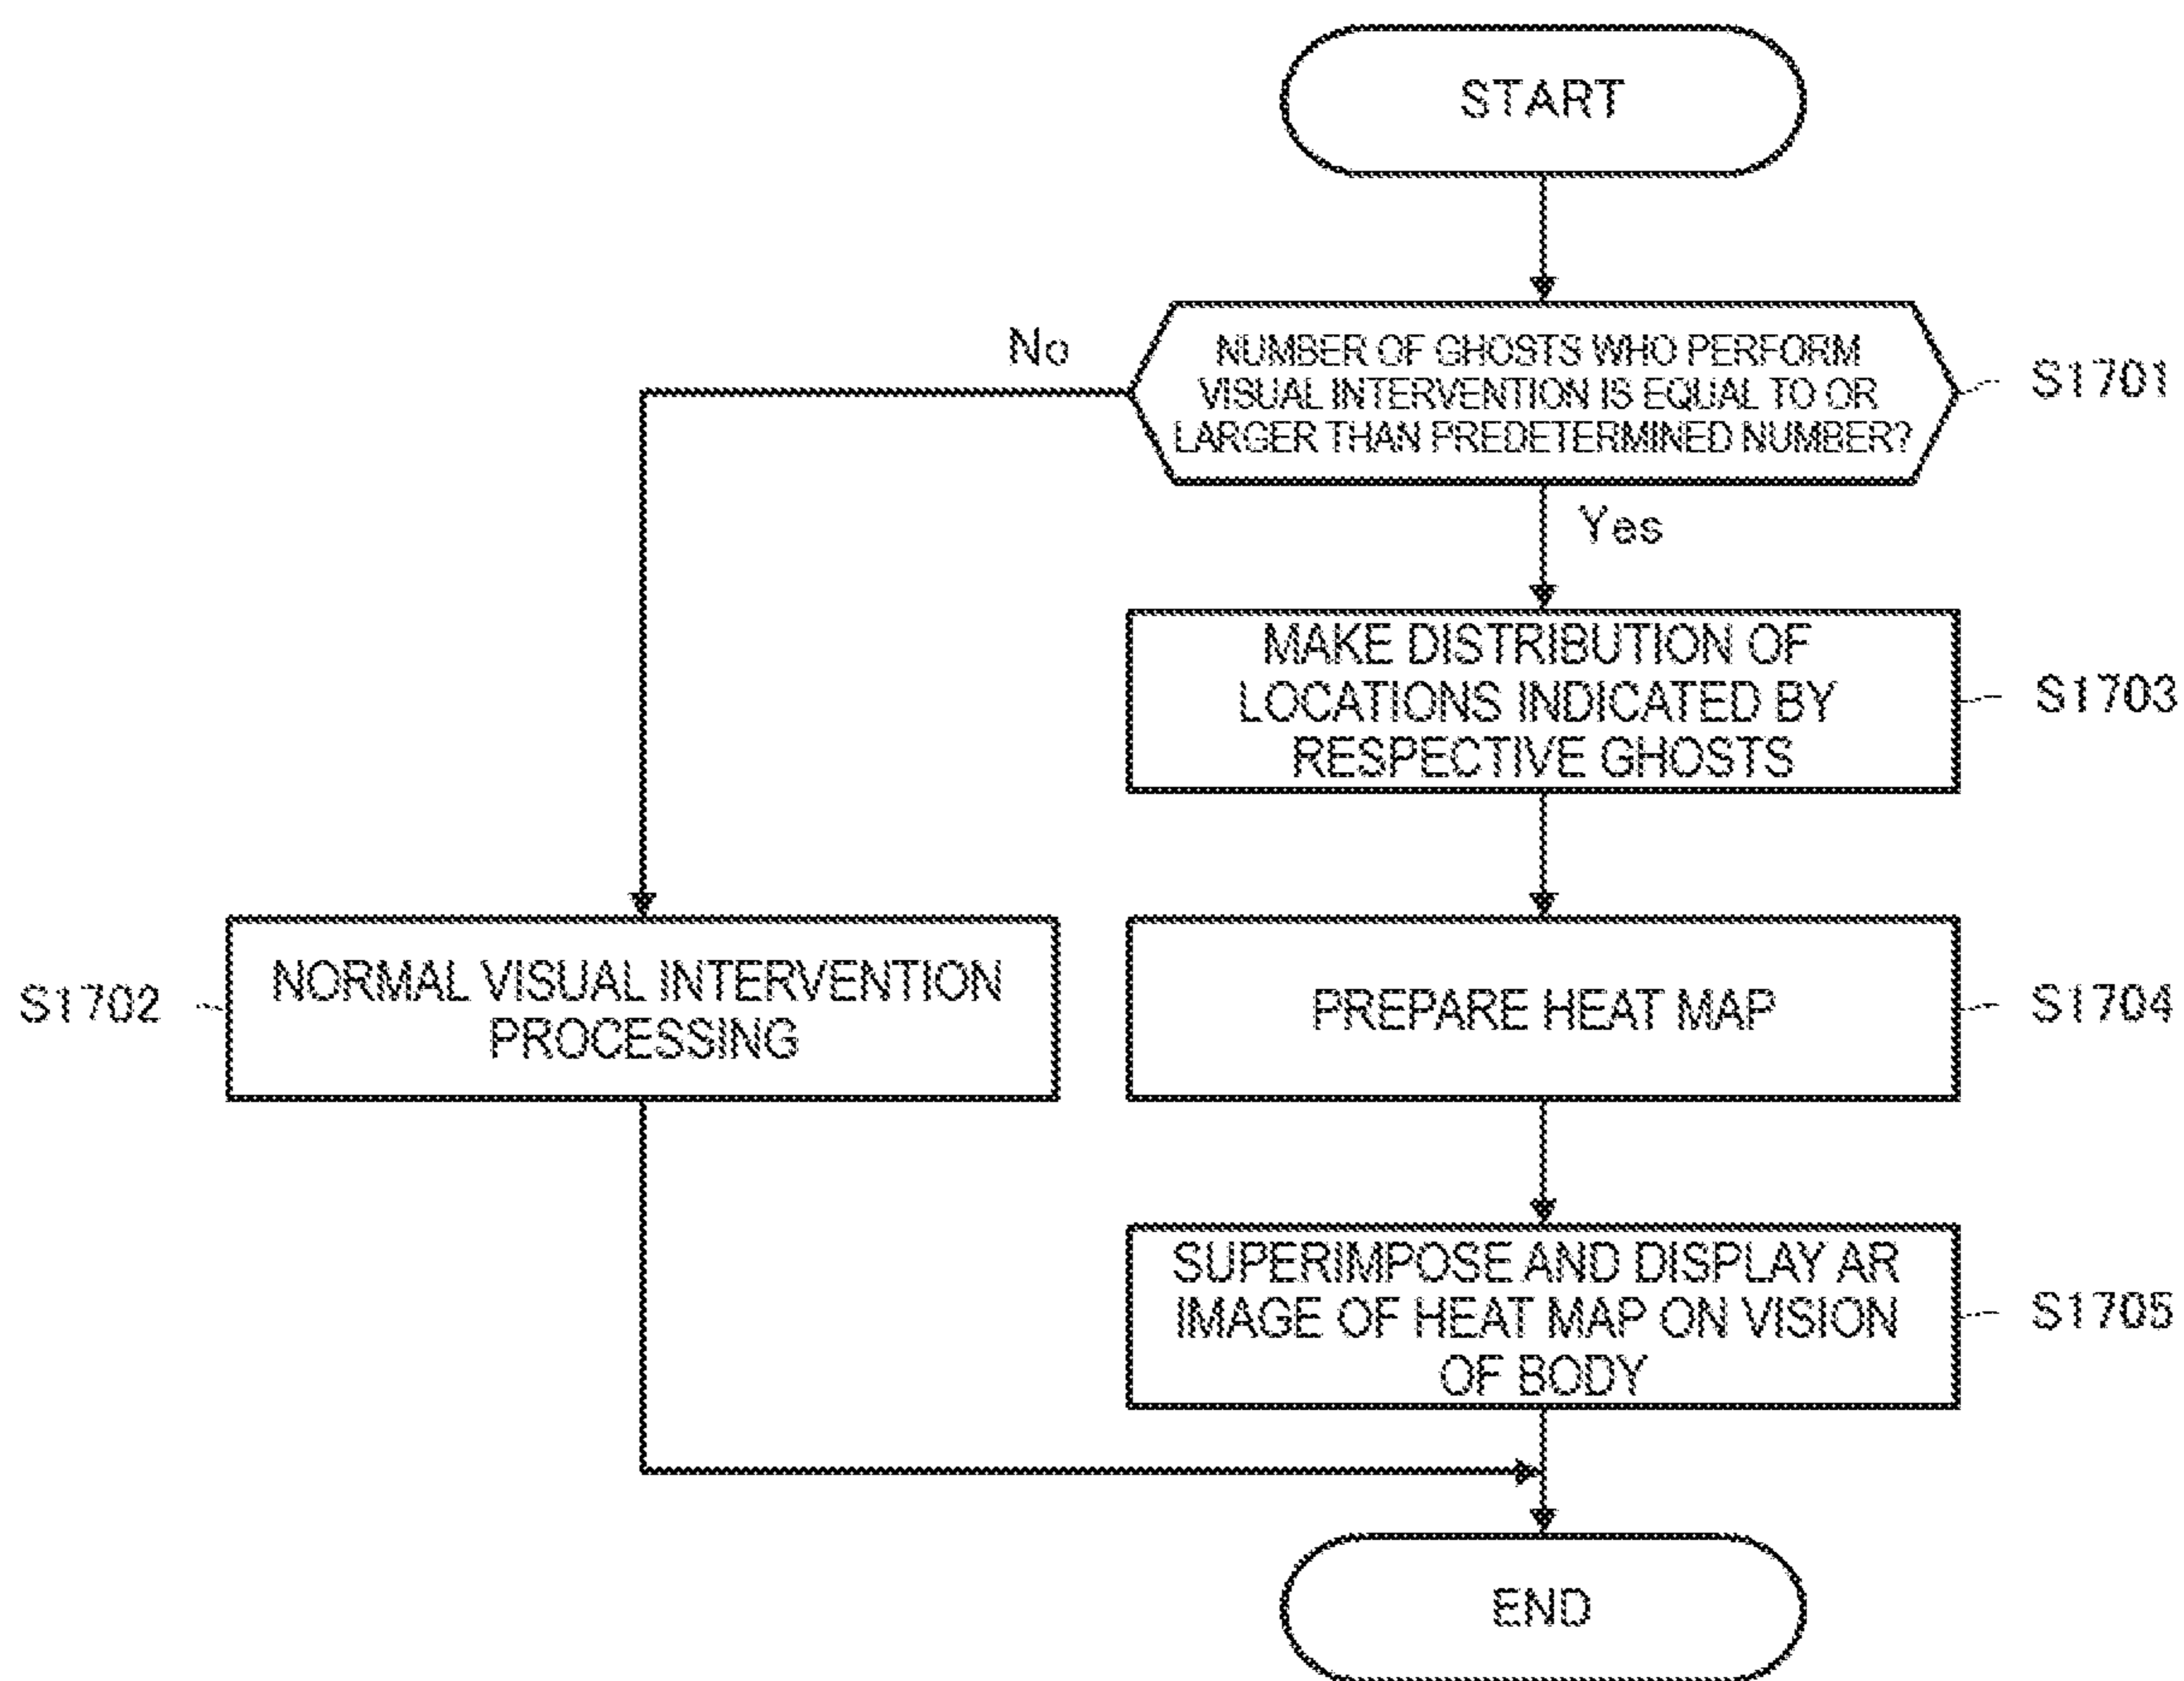 START
No
NUMBER OF GHOSTS WHO PERFORM
VISUAL INTERVENTION IS EQUAL TO OR
LARGER THAN PREDETERMINED NUMBER?
S1701
Yes
MAKE DISTRIBUTION OF
LOCATIONS INDICATED BY
RESPECTIVE GHOSTS
S1703
S1702
NORMAL VISUAL INTERVENTION
PROCESSING
PREPARE HEAT MAP
S1704
SUPERIMPOSE AND DISPLAY AR
IMAGE OF HEAT MAP ON VISION
OF BODY
S1705
END